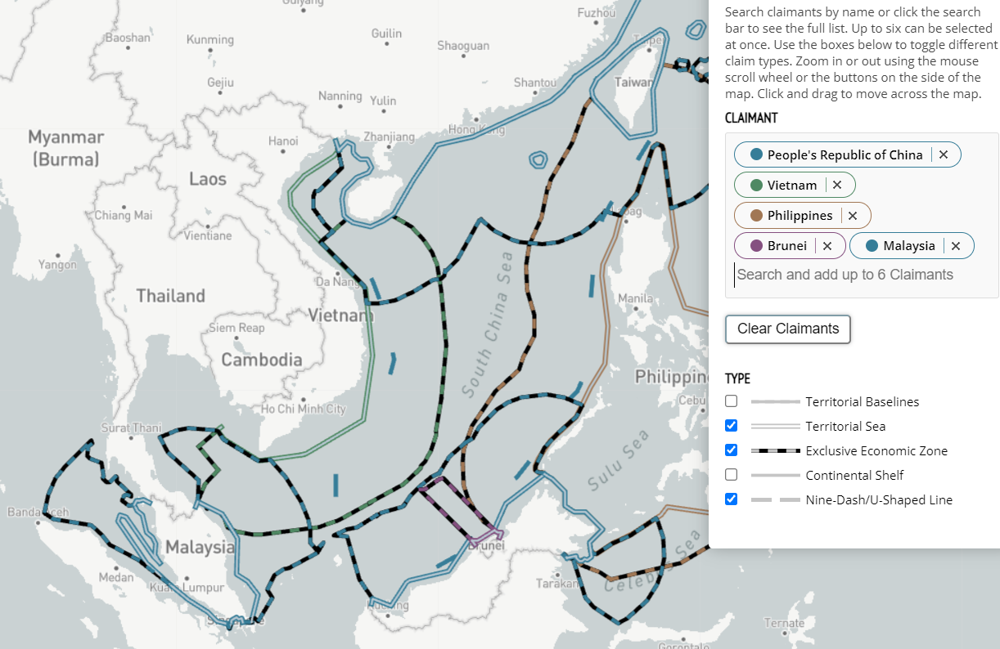 Guiyang
Fuzhou
Baoshan
Kunming
Guilin
Shaoguan
Taipei
Gejiu
Shantou
Taiwan
Nanning
Yulin
Myanmar
(Burma)
Hanoi
Zhanjiang
Hong Kong
Laos
Chiang Mai
Vientiane
Laoag
Yangon
Da Nang
South China Sea
Thailand
Vietnam
Manila
Siem Reap
Cambodia
Philippin
Ho Chi Minh City
Cebu
Surat Thani
Sulu Sea
Banda Aceh
Malaysia
Brunei
Medan
Kuala Lumpur
Tarakan
Celebes Sea
Kuching
Singapore
Ternate
Gorontalo
Search claimants by name or click the search
bar to see the full list. Up to six can be selected
at once. Use the boxes below to toggle different
claim types. Zoom in or out using the mouse
scroll wheel or the buttons on the side of the
map. Click and drag to move across the map.
CLAIMANT
People's Republic of China | ✕
Vietnam | ✕
Philippines | ✕
Brunei | ✕ Malaysia | ✕
Search and add up to 6 Claimants
Clear Claimants
TYPE
Territorial Baselines
Territorial Sea
Exclusive Economic Zone
Continental Shelf
Nine-Dash/U-Shaped Line